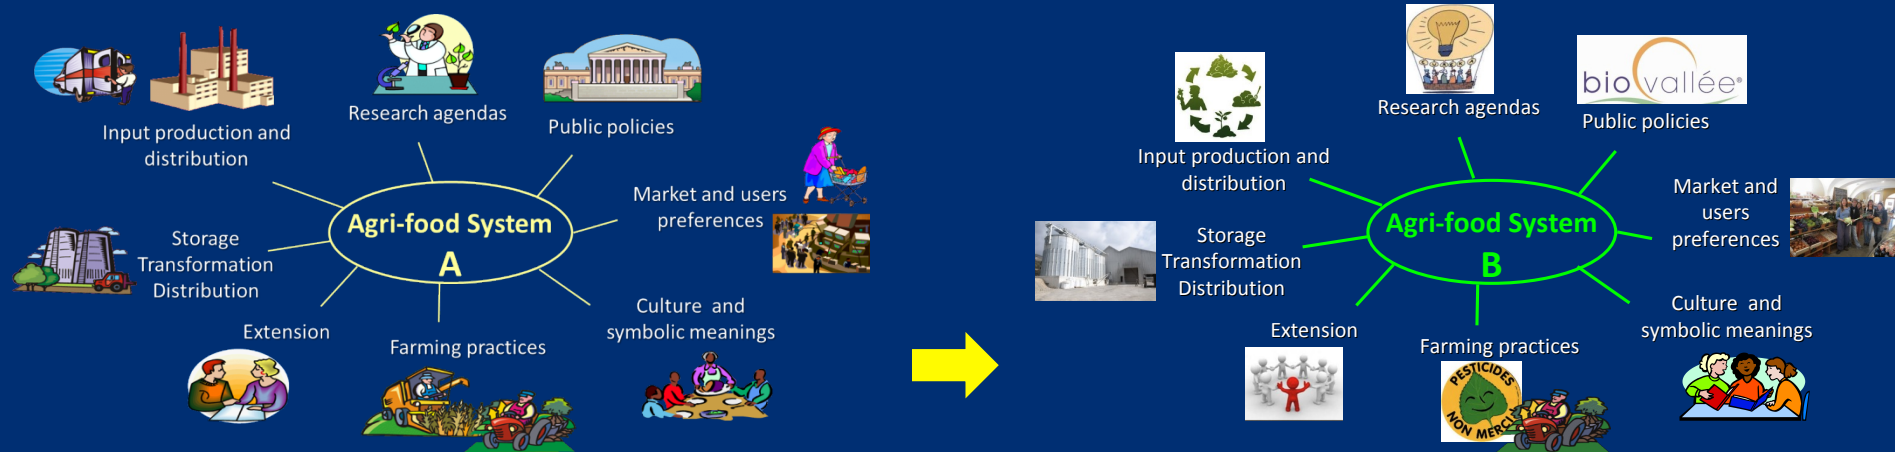 Input production and
distribution
Research agendas
Public policies
Market and users
preferences
Agri-food System
A
Storage
Transformation
Distribution
Extension
Farming practices
Culture and
symbolic meanings
Research agendas
biovallée®
Public policies
Input production and
distribution
Market and
users
preferences
Agri-food System
B
Storage
Transformation
Distribution
Extension
Farming practices
PESTICIDES
NON MERCI
Culture and
symbolic meanings